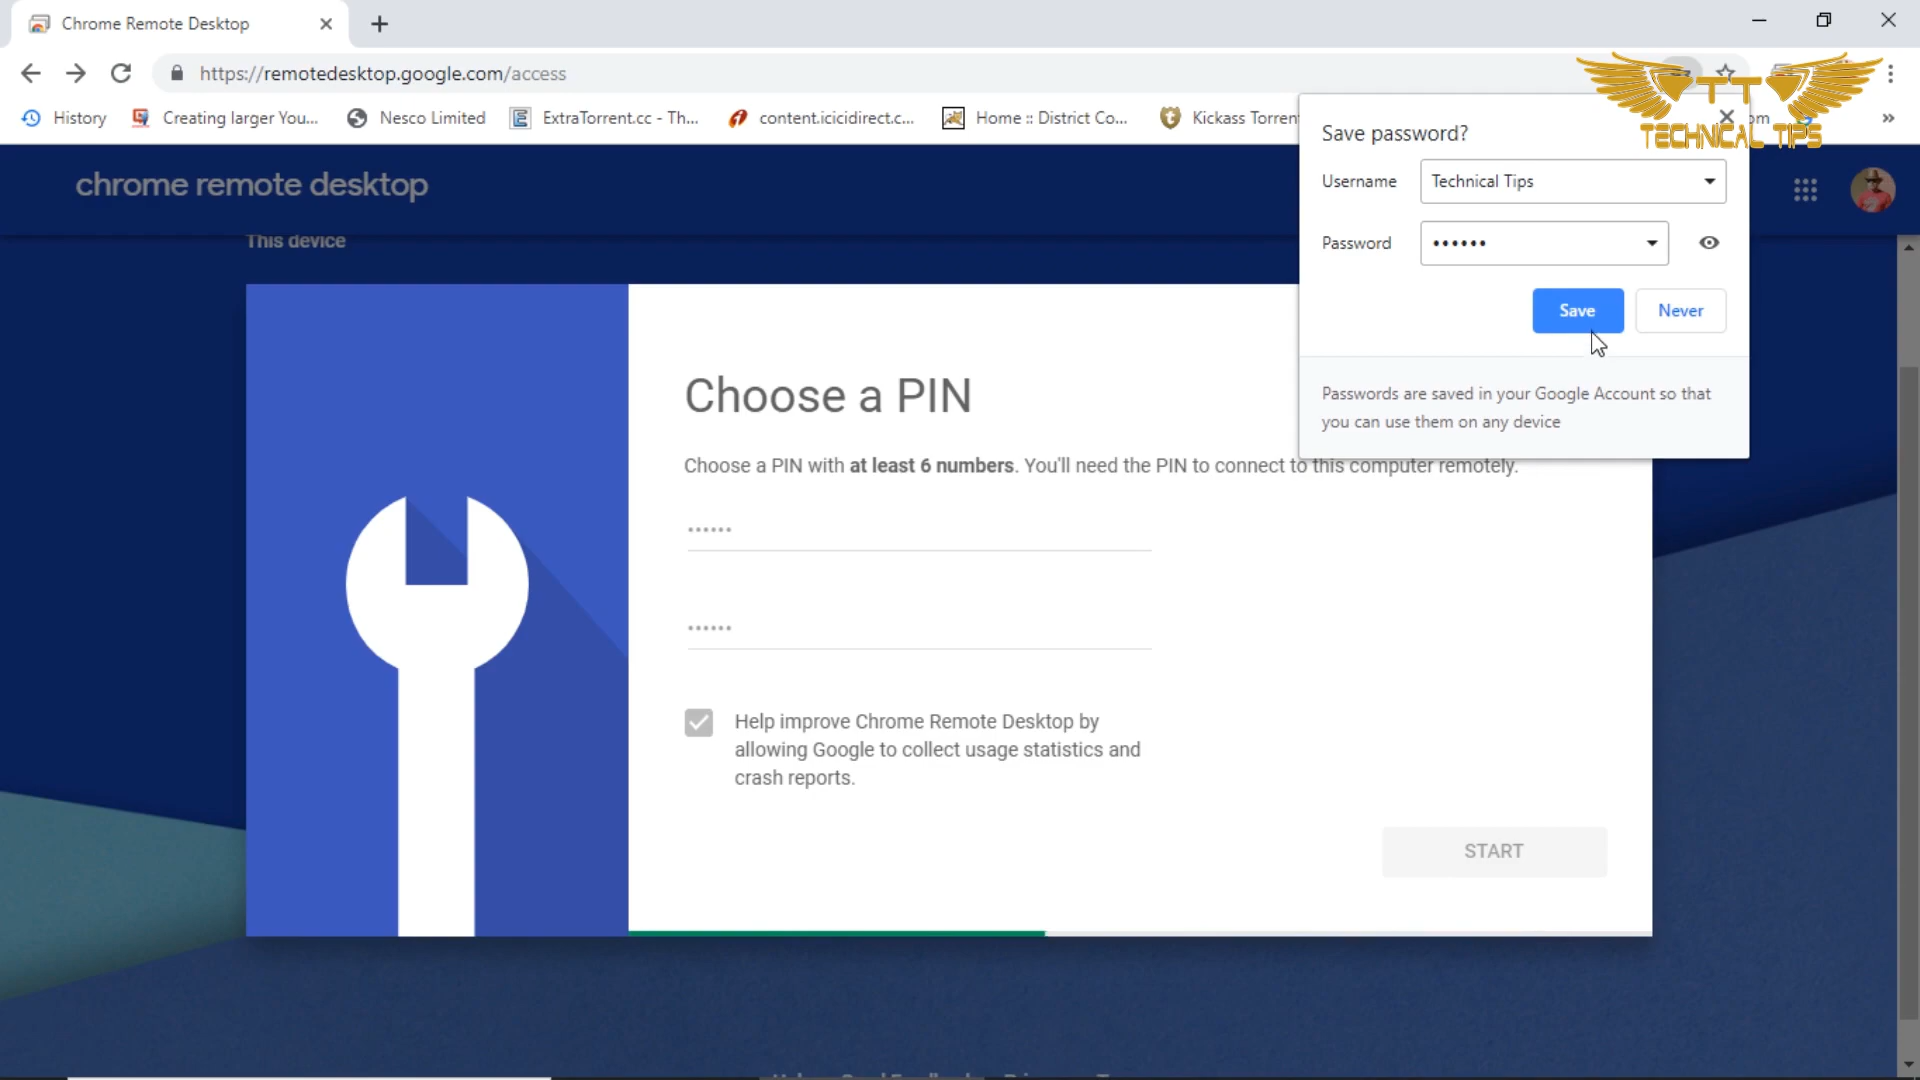 Chrome Remote Desktop
https://remotedesktop.google.com/access
History
Creating larger You...
Nesco Limited
ExtraTorrent.cc - Th...
content.icicidirect.c...
Home :: District Co...
Kickass Torren
om
»
TT
TECHNICAL TIPS
chrome remote desktop
Save password?
Username
Technical Tips
Password
••••••
Save
Never
Passwords are saved in your Google Account so that
you can use them on any device
This device
Choose a PIN
Choose a PIN with at least 6 numbers. You'll need the PIN to connect to this computer remotely.
••••••
••••••
Help improve Chrome Remote Desktop by
allowing Google to collect usage statistics and
crash reports.
START